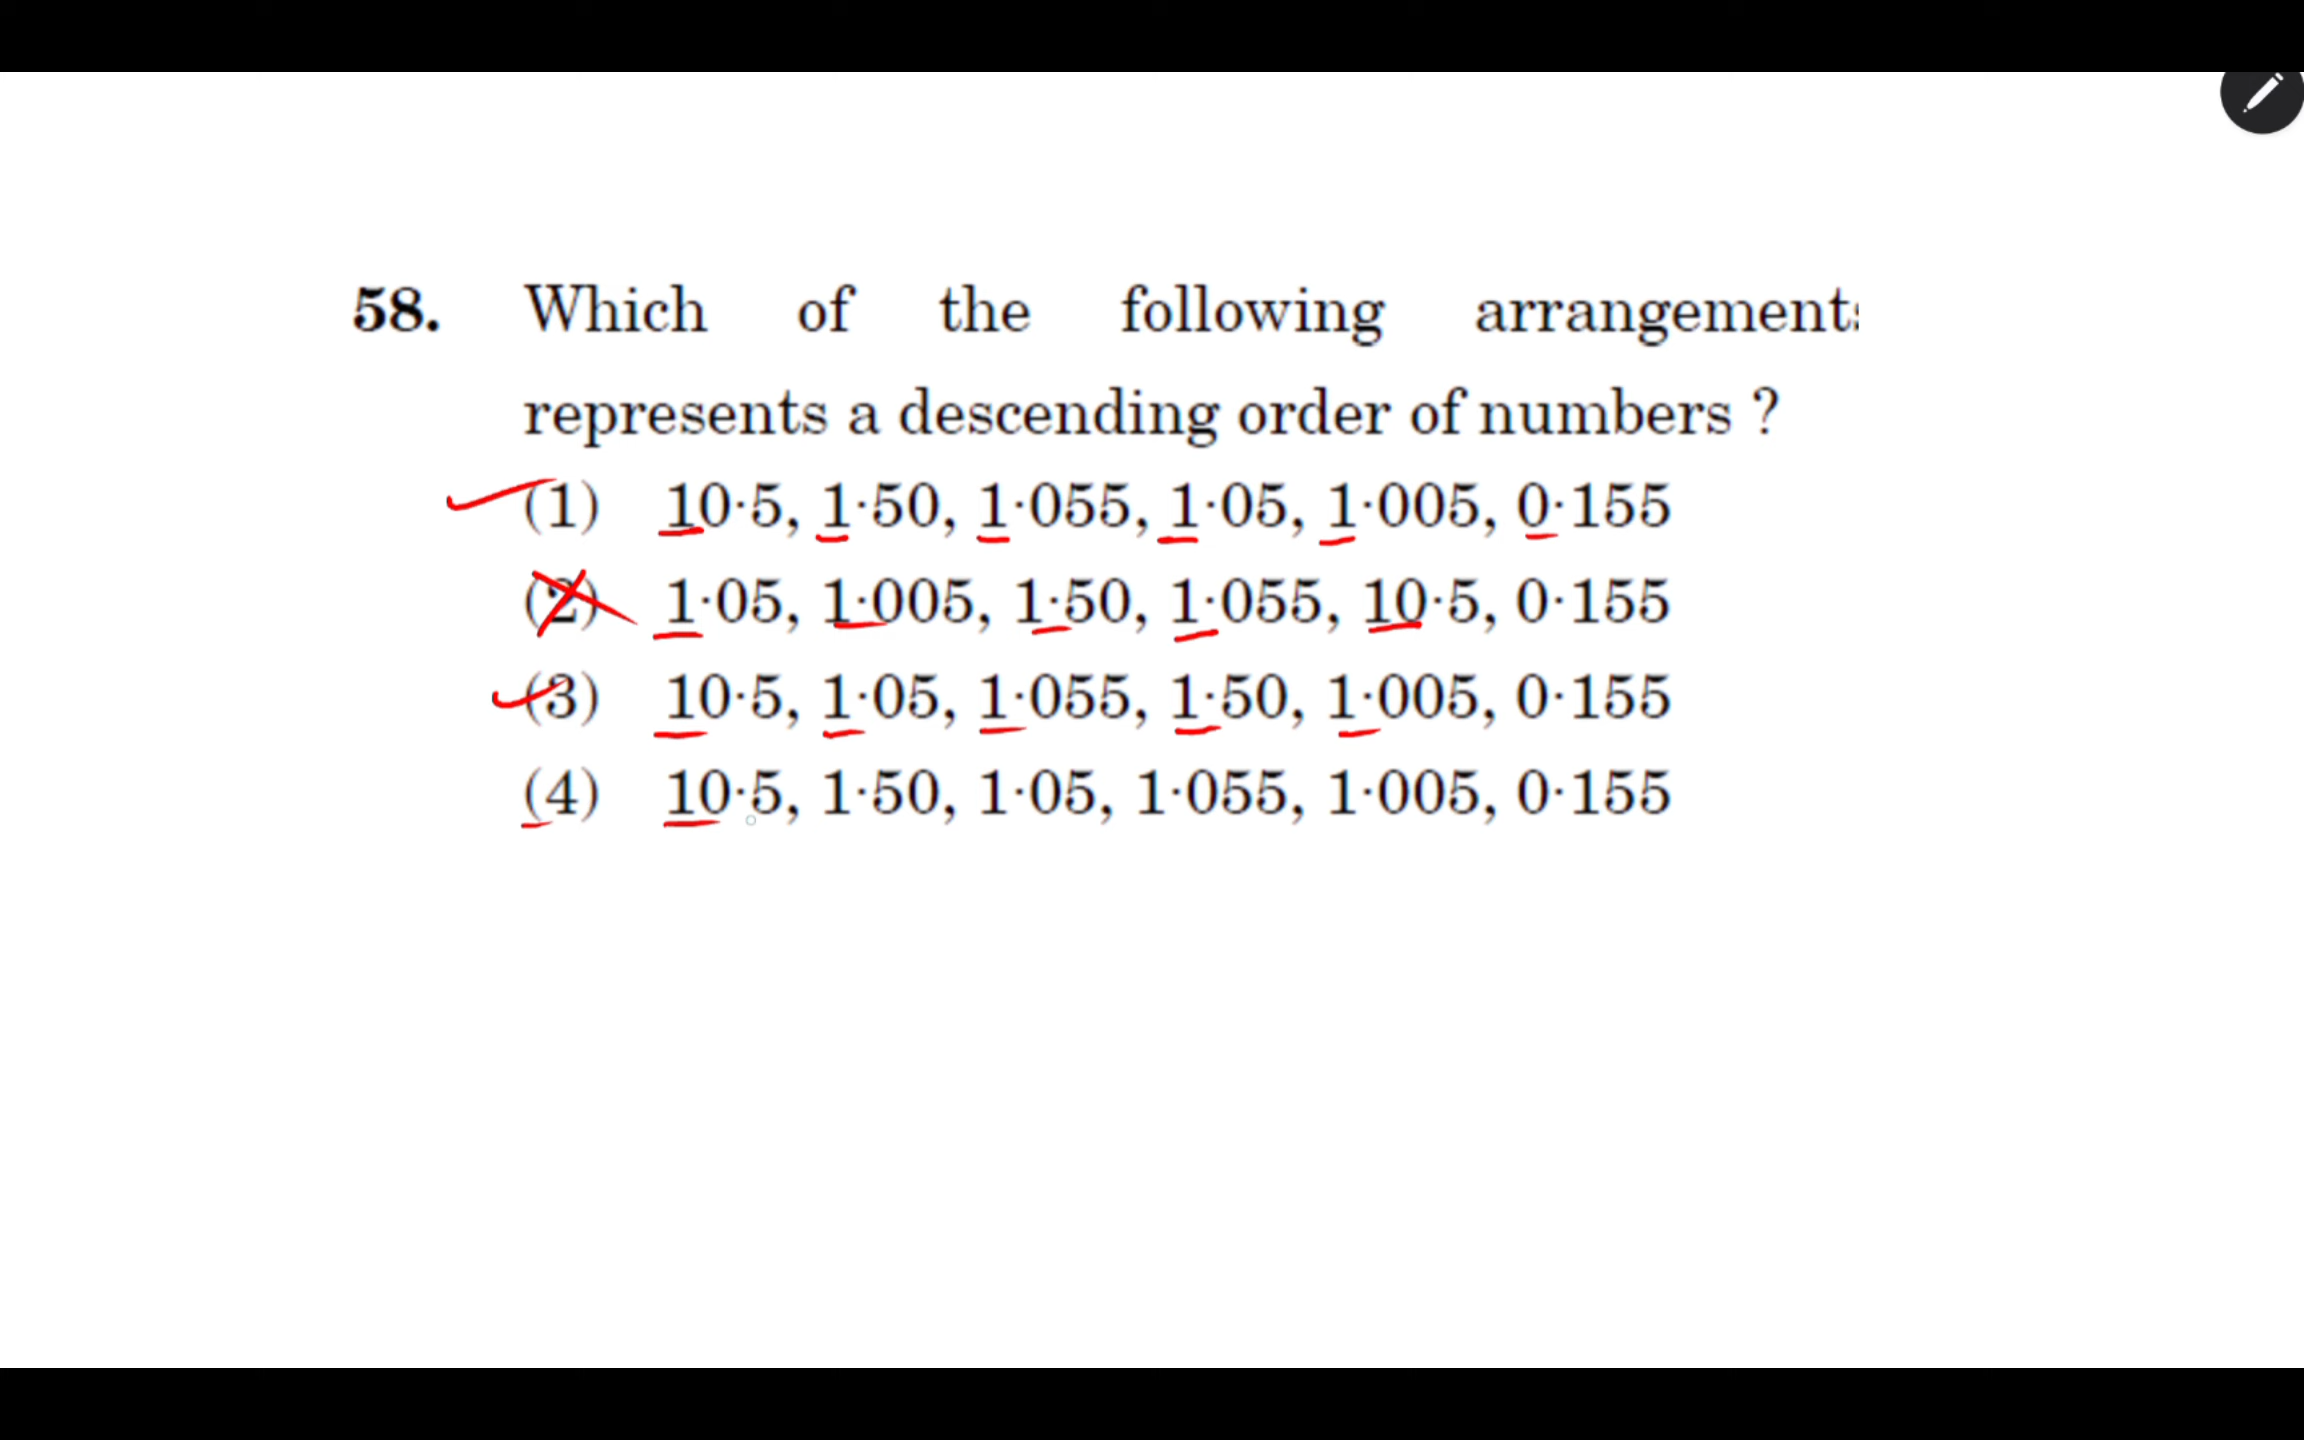 58. Which of the following arrangements
represents a descending order of numbers ?
(1) 10·5, 1·50, 1·055, 1·05, 1·005, 0·155
(2) 1·05, 1·005, 1·50, 1·055, 10·5, 0·155
(3) 10·5, 1·05, 1·055, 1·50, 1·005, 0·155
(4) 10·5, 1·50, 1·05, 1·055, 1·005, 0·155